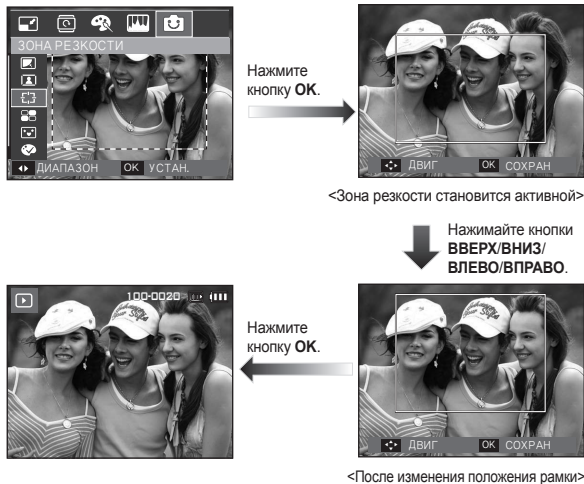 ЗОНА РЕЗКОСТИ
ДИАПАЗОН OK УСТАН.
Нажмите
кнопку OK.
ДВИГ OK СОХРАН
<Зона резкости становится активной>
Нажимайте кнопки
ВВЕРХ/ВНИЗ/
ВЛЕВО/ВПРАВО.
ДВИГ OK СОХРАН
<После изменения положения рамки>
Нажмите
кнопку OK.
100-0020